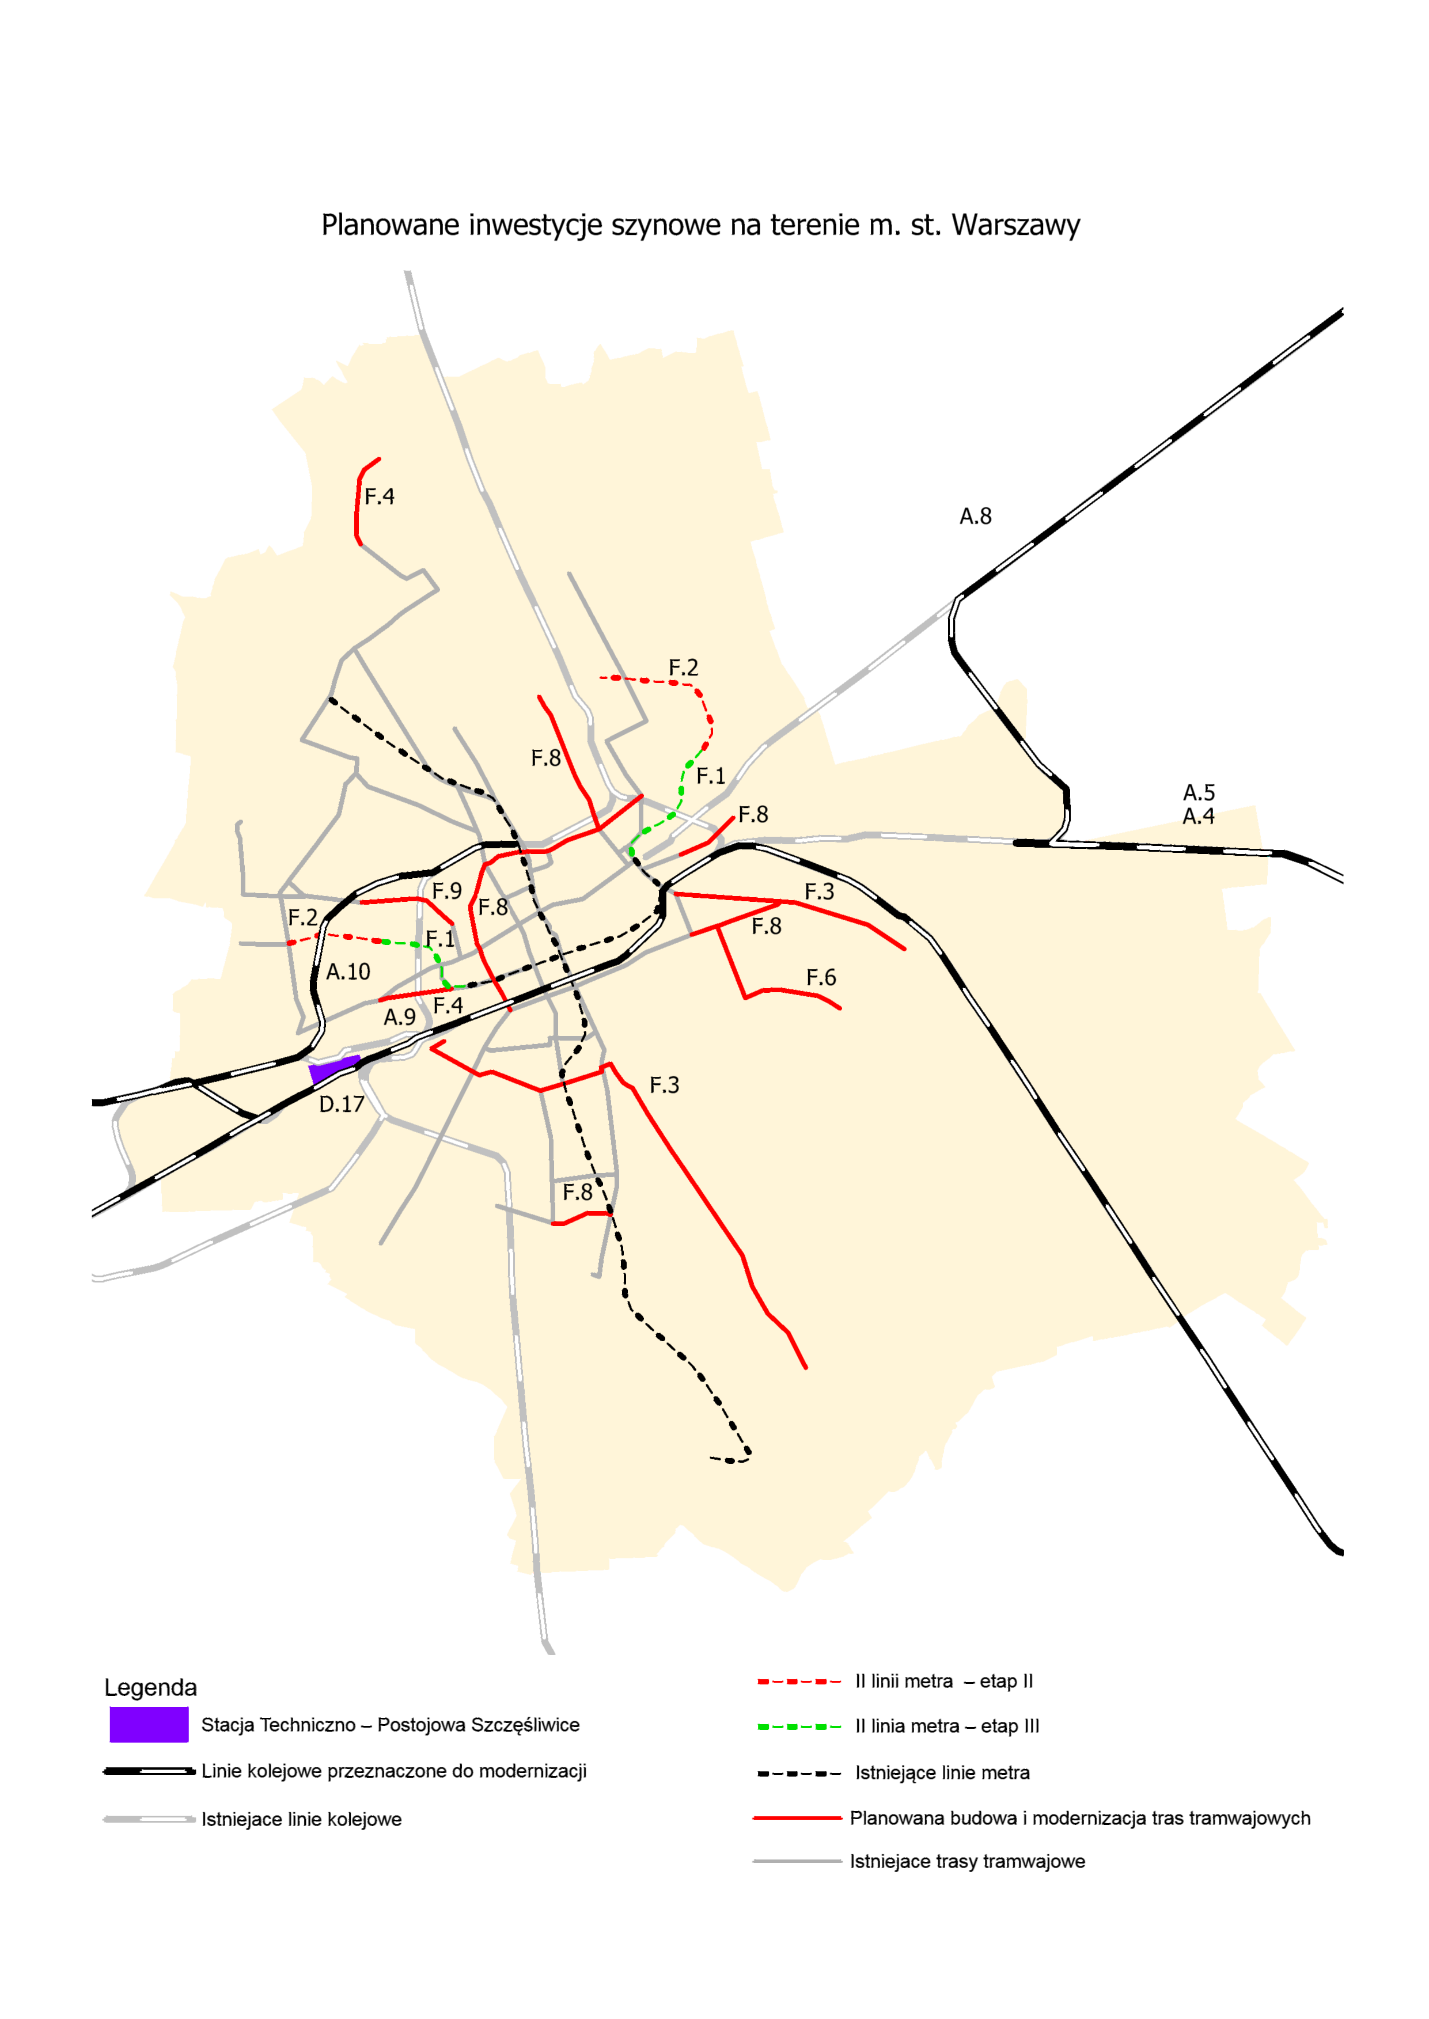 Planowane inwestycje szynowe na terenie m. st. Warszawy
F.4
A.8
F.2
F.8
F.1
A.5
A.4
F.8
F.9
F.3
F.8
F.2
F.8
F.1
A.10
F.6
F.4
A.9
F.3
D.17
F.8
Legenda
Stacja Techniczno – Postojowa Szczęśliwice
Linie kolejowe przeznaczone do modernizacji
Istniejace linie kolejowe
II linii metra – etap II
II linia metra – etap III
Istniejące linie metra
Planowana budowa i modernizacja tras tramwajowych
Istniejace trasy tramwajowe